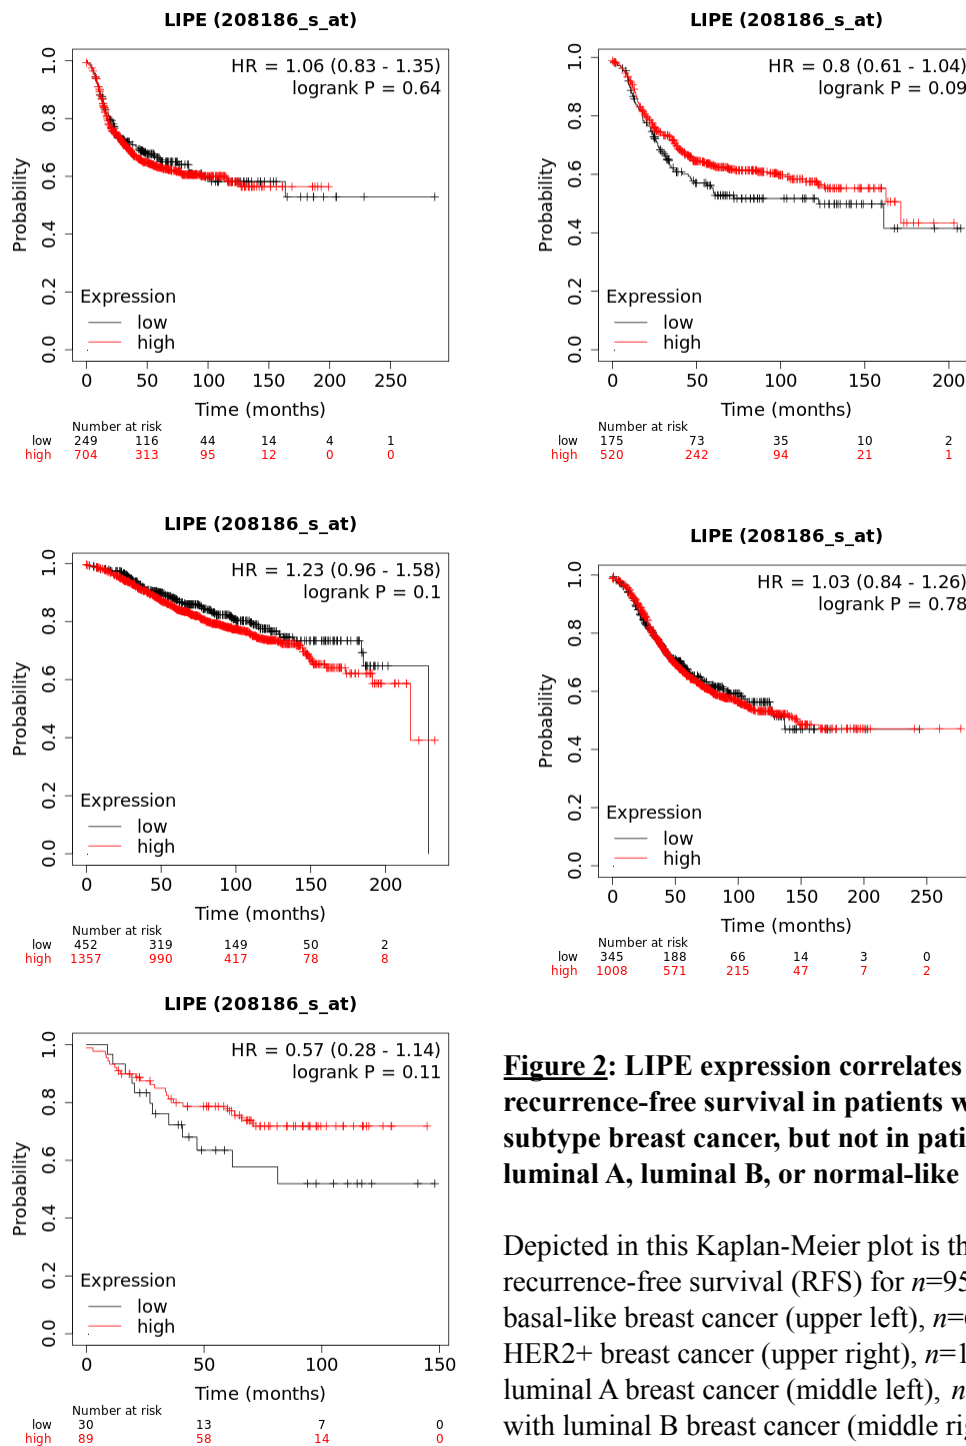 LIPE (208186_s_at)
HR = 1.06 (0.83 - 1.35)
logrank P = 0.64
Probability
0.0 0.2 0.4 0.6 0.8 1.0
Expression
low
high
0 50 100 150 200 250
Time (months)
Number at risk
low 249 116 44 14 4 1
high 704 313 95 12 0 0
LIPE (208186_s_at)
HR = 0.8 (0.61 - 1.04)
logrank P = 0.09
Probability
0.0 0.2 0.4 0.6 0.8 1.0
Expression
low
high
0 50 100 150 200
Time (months)
Number at risk
low 175 73 35 10 2
high 520 242 94 21 1
LIPE (208186_s_at)
HR = 1.23 (0.96 - 1.58)
logrank P = 0.1
Probability
0.0 0.2 0.4 0.6 0.8 1.0
Expression
low
high
0 50 100 150 200
Time (months)
Number at risk
low 452 319 149 50 2
high 1357 990 417 78 8
LIPE (208186_s_at)
HR = 1.03 (0.84 - 1.26)
logrank P = 0.78
Probability
0.0 0.2 0.4 0.6 0.8 1.0
Expression
low
high
0 50 100 150 200 250
Time (months)
Number at risk
low 345 188 66 14 3 0
high 1008 571 215 47 7 2
LIPE (208186_s_at)
HR = 0.57 (0.28 - 1.14)
logrank P = 0.11
Probability
0.0 0.2 0.4 0.6 0.8 1.0
Expression
low
high
0 50 100 150
Time (months)
Number at risk
low 30 13 7 0
high 89 58 14 0
Figure 2: LIPE expression correlates
recurrence-free survival in patients
subtype breast cancer, but not in
luminal A, luminal B, or normal-like
Depicted in this Kaplan-Meier plot is
recurrence-free survival (RFS) for n=95
basal-like breast cancer (upper left), n=
HER2+ breast cancer (upper right), n=1
luminal A breast cancer (middle left), n
with luminal B breast cancer (middle